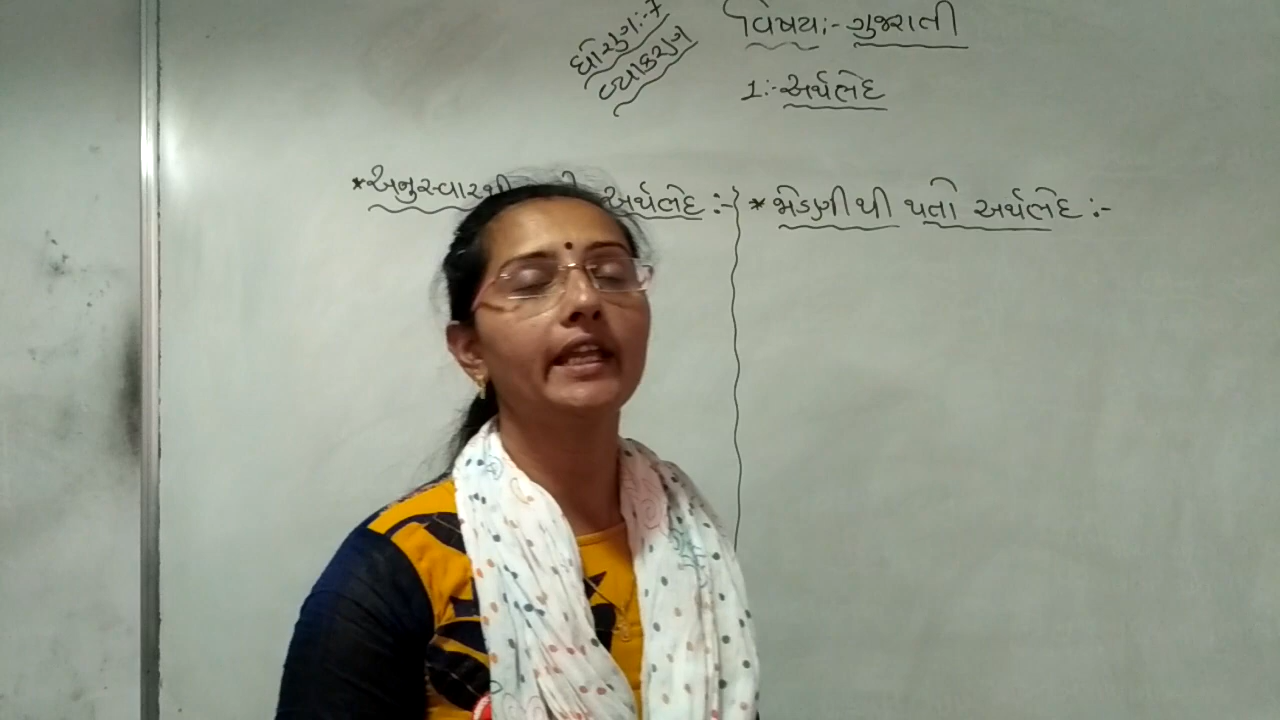 ધોરણ:-7
વ્યાકરણ
વિષય:- ગુજરાતી
1:- અર્થભેદ
*અનુસ્વારથી અર્થભેદ :-
* જોડણીથી થતો અર્થભેદ :-